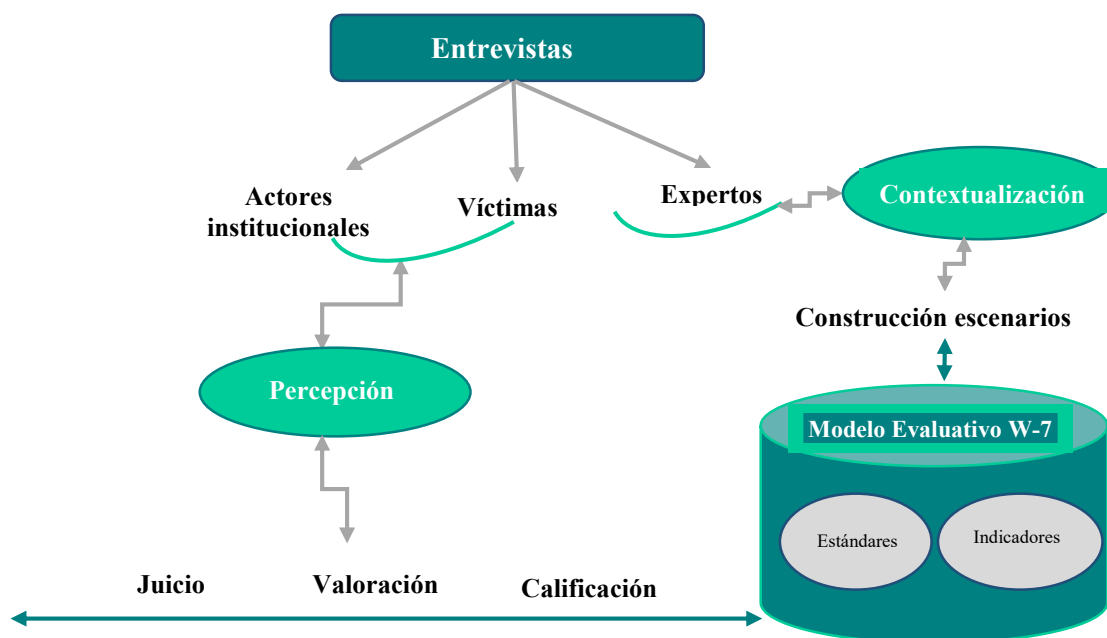 Entrevistas
Actores
institucionales
Víctimas
Expertos
Contextualización
Construcción escenarios
Percepción
Modelo Evaluativo W-7
Estándares
Indicadores
Juicio
Valoración
Calificación